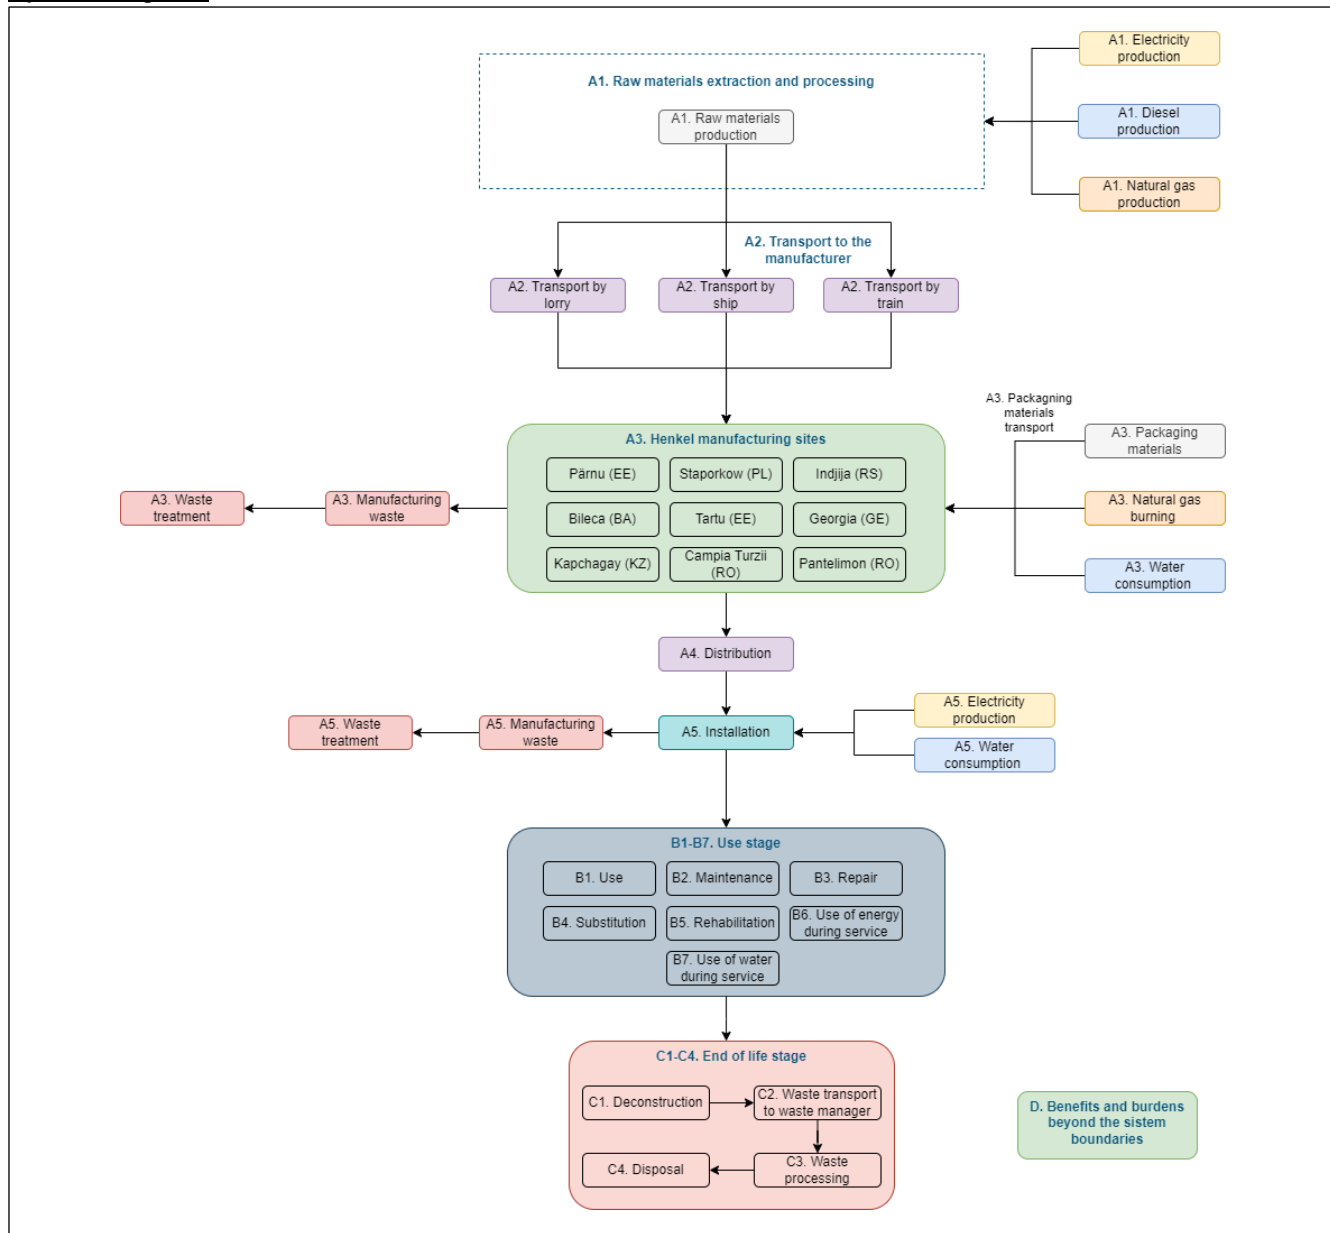 A1. Electricity
production
A1. Raw materials extraction and processing
A1. Raw materials
production
A1. Diesel
production
A1. Natural gas
production
A2. Transport to the
manufacturer
A2. Transport by
lorry
A2. Transport by
ship
A2. Transport by
train
A3. Packagning
materials
transport
A3. Henkel manufacturing sites
Pärnu (EE)
Staporkow (PL)
Indjija (RS)
Bileca (BA)
Tartu (EE)
Georgia (GE)
Kapchagay (KZ)
Campia Turzii
(RO)
Pantelimon (RO)
A3. Packaging
materials
A3. Natural gas
burning
A3. Water
consumption
A3. Waste
treatment
A3. Manufacturing
waste
A4. Distribution
A5. Waste
treatment
A5. Manufacturing
waste
A5. Installation
A5. Electricity
production
A5. Water
consumption
B1-B7. Use stage
B1. Use
B2. Maintenance
B3. Repair
B4. Substitution
B5. Rehabilitation
B6. Use of energy
during service
B7. Use of water
during service
C1-C4. End of life stage
C1. Deconstruction
C2. Waste transport
to waste manager
C4. Disposal
C3. Waste
processing
D. Benefits and burdens
beyond the sistem
boundaries